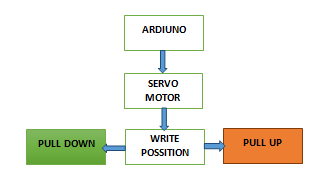 ARDIUNO
SERVO
MOTOR
PULL DOWN
WRITE
POSSITION
PULL UP